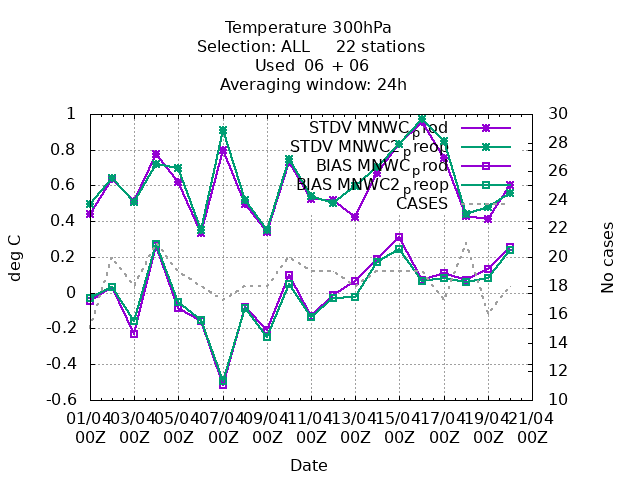 Temperature 300hPa
Selection: ALL 22 stations
Used 06 + 06
Averaging window: 24h
1
0.8
0.6
0.4
0.2
0
-0.2
-0.4
-0.6
deg C
30
28
26
24
22
20
18
16
14
12
10
No cases
STDV MNWC_prod
STDV MNWC2_preop
BIAS MNWC_prod
BIAS MNWC2_preop
CASES
01/04 03/04 05/04 07/04 09/04 11/04 13/04 15/04 17/04 19/04 21/04
00Z 00Z 00Z 00Z 00Z 00Z 00Z 00Z 00Z 00Z 00Z
Date